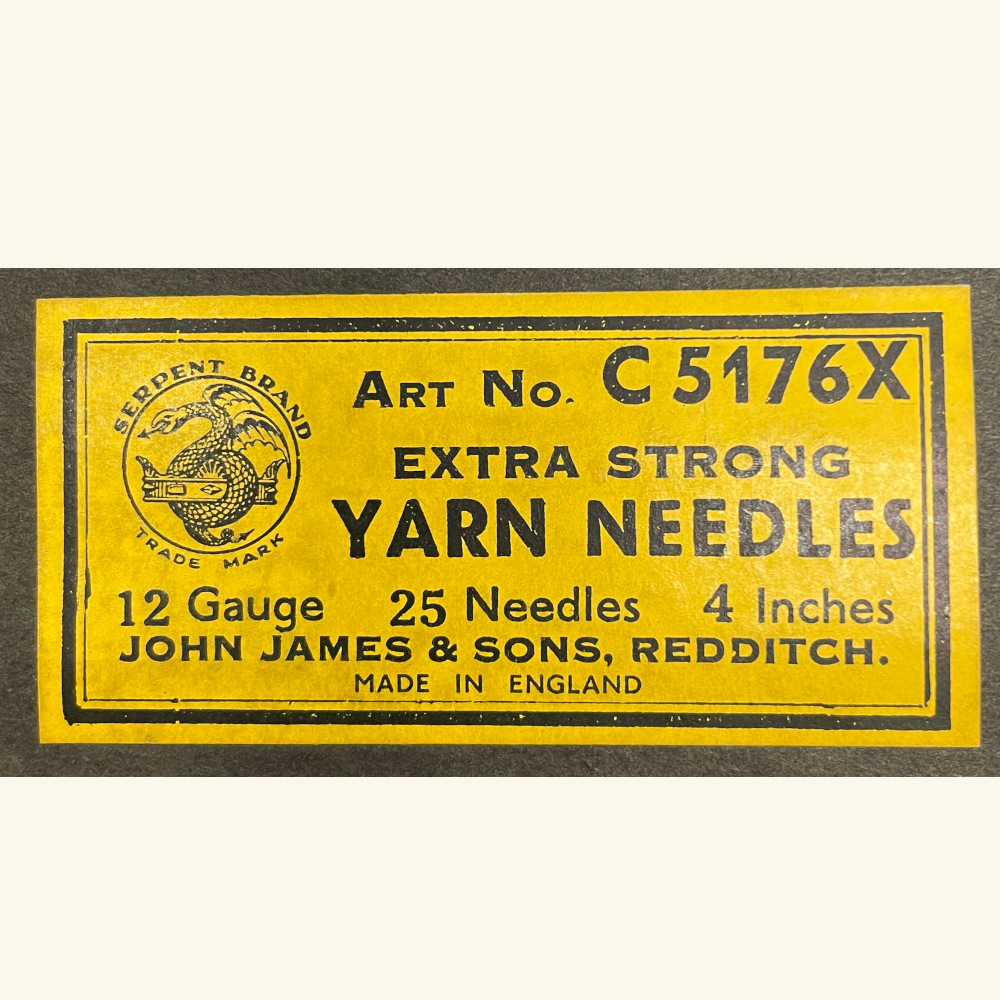 SERPENT BRAND
TRADE MARK
ART No. C 5176X
EXTRA STRONG
YARN NEEDLES
12 Gauge 25 Needles 4 Inches
JOHN JAMES & SONS, REDDITCH.
MADE IN ENGLAND